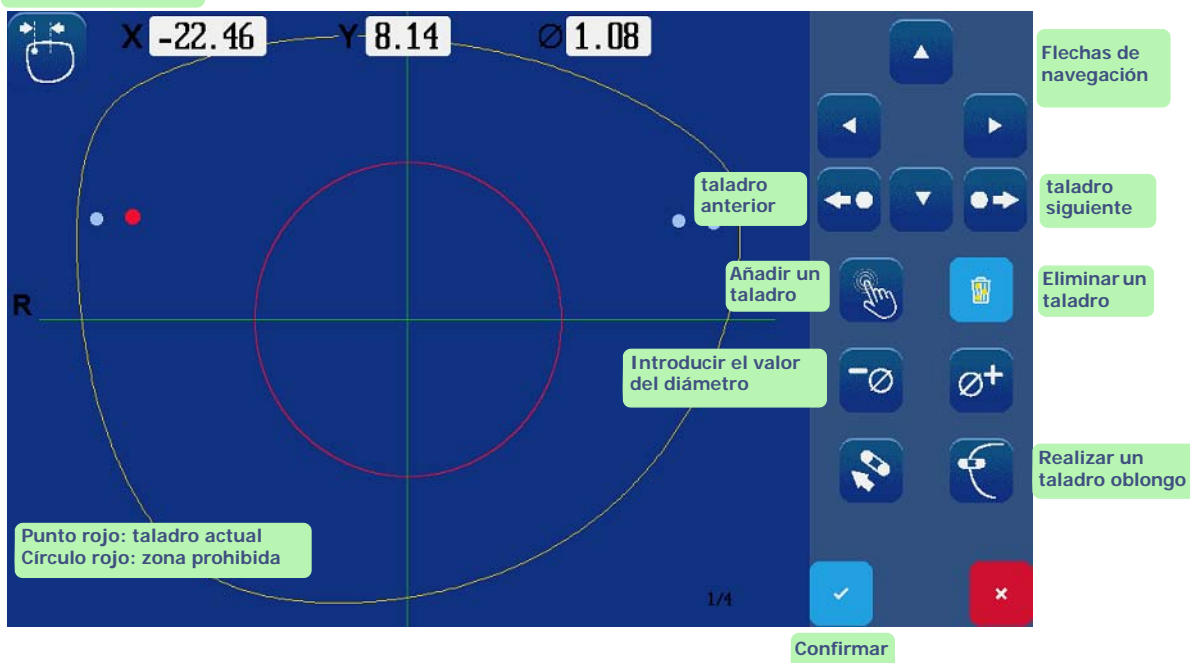 X -22.46 Y 8.14 ∅ 1.08
Flechas de
navegación
taladro
anterior
taladro
siguiente
Añadir un
taladro
Eliminar un
taladro
R
Introducir el valor
del diámetro
-∅
∅+
Realizar un
taladro oblongo
Punto rojo: taladro actual
Círculo rojo: zona prohibida
1/4
Confirmar